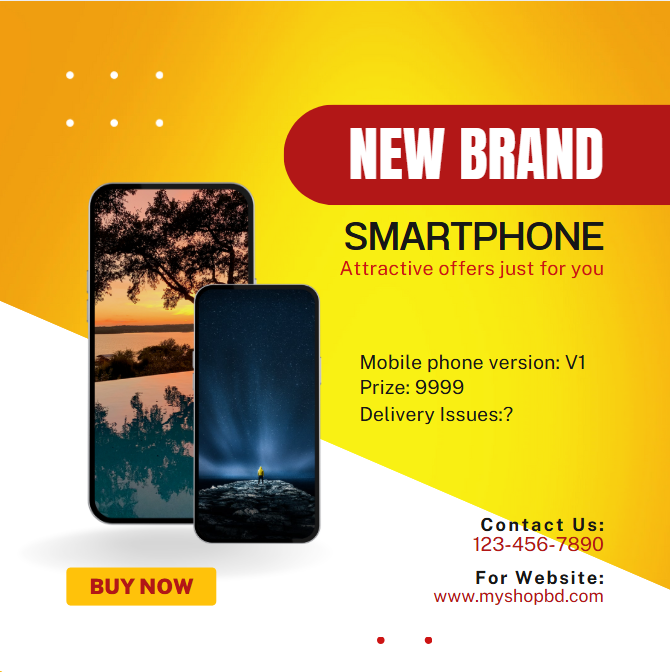 NEW BRAND
SMARTPHONE
Attractive offers just for you
Mobile phone version: V1
Prize: 9999
Delivery Issues:?
Contact Us:
123-456-7890
For Website:
www.myshopbd.com
BUY NOW